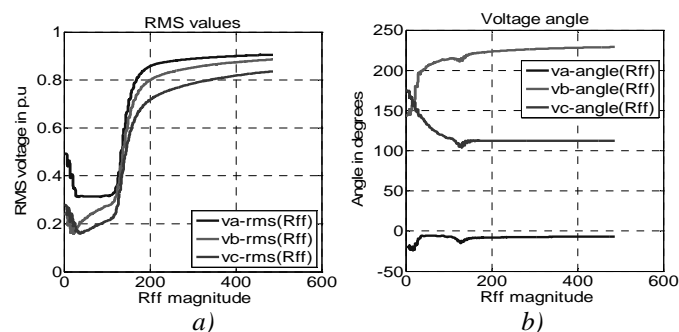 RMS values
1
0.8
0.6
0.4
0.2
0
RMS voltage in p.u
va-rms(Rff)
vb-rms(Rff)
vc-rms(Rff)
0 200 400 600
Rff magnitude
a)
Voltage angle
250
200
150
100
50
0
-50
Angle in degrees
va-angle(Rff)
vb-angle(Rff)
vc-angle(Rff)
0 200 400 600
Rff magnitude
b)